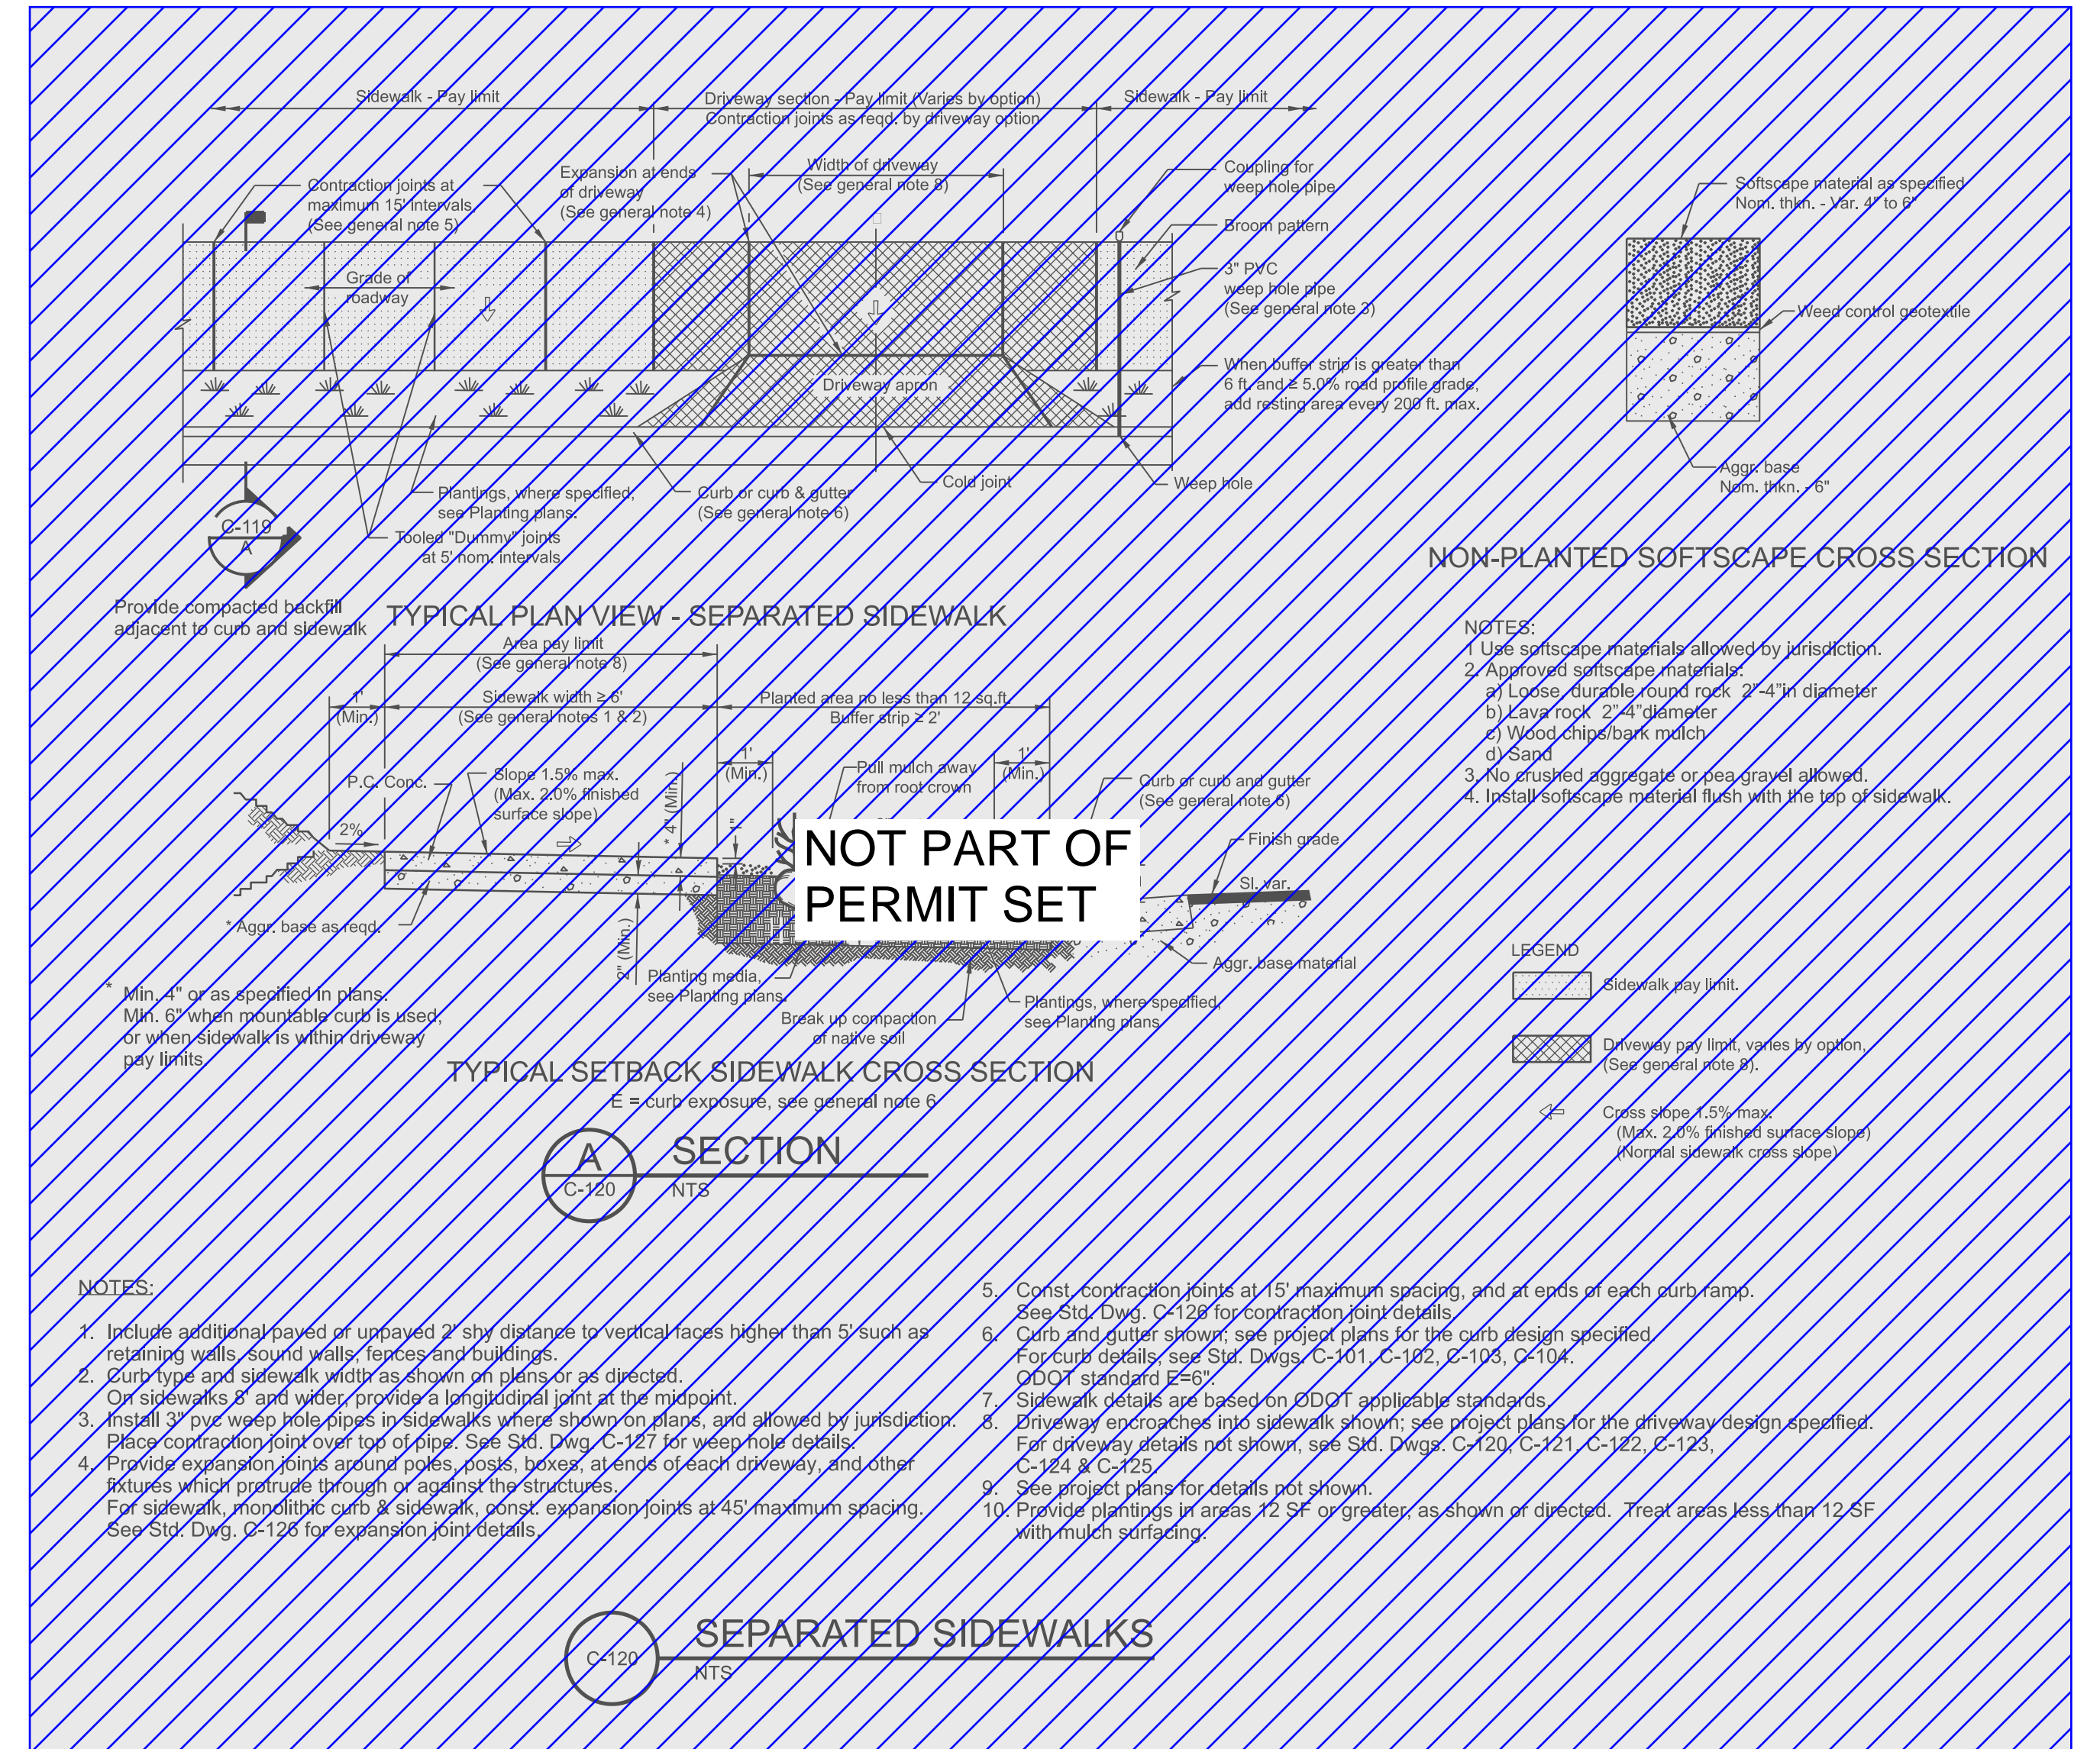 Sidewalk - Pay limit
Driveway section - Pay limit (Varies by option)
Contraction joints as reqd. by driveway option
Sidewalk - Pay limit
Contraction joints at
maximum 15' intervals,
(See general note 5)
Expansion at ends
of driveway
(See general note 4)
Width of driveway
(See general note 8)
Coupling for
weep hole pipe
Broom pattern
3" PVC
weep hole pipe
(See general note 3)
Grade of
roadway
When buffer strip is greater than
6 ft. and ≥ 5.0% road profile grade,
add resting area every 200 ft. max.
Driveway apron
Plantings, where specified,
see Planting plans.
Curb or curb & gutter
(See general note 6)
Cold joint
Weep hole
C-119
A
Tooled "Dummy" joints
at 5' nom. intervals
Softscape material as specified
Nom. thkn. - Var. 4" to 6"
Weed control geotextile
Aggr. base
Nom. thkn. - 6"
NON-PLANTED SOFTSCAPE CROSS SECTION
Provide compacted backfill
adjacent to curb and sidewalk
TYPICAL PLAN VIEW - SEPARATED SIDEWALK
NOTES:
1 Use softscape materials allowed by jurisdiction.
2. Approved softscape materials:
a) Loose, durable round rock 2"-4"in diameter
b) Lava rock 2"-4"diameter
c) Wood chips/bark mulch
d) Sand
3. No crushed aggregate or pea gravel allowed.
4. Install softscape material flush with the top of sidewalk.
Area pay limit
(See general note 8)
1'
(Min.)
Sidewalk width ≥ 6'
(See general notes 1 & 2)
Planted area no less than 12 sq.ft.
Buffer strip ≥ 2'
1'
(Min.)
1'
(Min.)
P.C. Conc.
Slope 1.5% max.
(Max. 2.0% finished
surface slope)
* 4" (Min.)
1"
Pull mulch away
from root crown
Curb or curb and gutter
(See general note 6)
2%
NOT PART OF
PERMIT SET
Finish grade
Sl. var.
* Aggr. base as reqd.
2" (Min.)
Planting media,
see Planting plans.
Aggr. base material
Break up compaction
of native soil
Plantings, where specified,
see Planting plans
* Min. 4" or as specified in plans.
Min. 6" when mountable curb is used,
or when sidewalk is within driveway
pay limits
LEGEND
Sidewalk pay limit.
Driveway pay limit, varies by option,
(See general note 8).
Cross slope 1.5% max.
(Max. 2.0% finished surface slope)
(Normal sidewalk cross slope)
TYPICAL SETBACK SIDEWALK CROSS SECTION
E = curb exposure, see general note 6
A
C-120
SECTION
NTS
NOTES:
1. Include additional paved or unpaved 2' shy distance to vertical faces higher than 5' such as
retaining walls, sound walls, fences and buildings.
2. Curb type and sidewalk width as shown on plans or as directed.
On sidewalks 8' and wider, provide a longitudinal joint at the midpoint.
3. Install 3" pvc weep hole pipes in sidewalks where shown on plans, and allowed by jurisdiction.
Place contraction joint over top of pipe. See Std. Dwg. C-127 for weep hole details.
4. Provide expansion joints around poles, posts, boxes, at ends of each driveway, and other
fixtures which protrude through or against the structures.
For sidewalk, monolithic curb & sidewalk, const. expansion joints at 45' maximum spacing.
See Std. Dwg. C-126 for expansion joint details.
5. Const. contraction joints at 15' maximum spacing, and at ends of each curb ramp.
See Std. Dwg. C-126 for contraction joint details.
6. Curb and gutter shown; see project plans for the curb design specified.
For curb details, see Std. Dwgs. C-101, C-102, C-103, C-104.
ODOT standard E=6".
7. Sidewalk details are based on ODOT applicable standards.
8. Driveway encroaches into sidewalk shown; see project plans for the driveway design specified.
For driveway details not shown, see Std. Dwgs. C-120, C-121, C-122, C-123,
C-124 & C-125.
9. See project plans for details not shown.
10. Provide plantings in areas 12 SF or greater, as shown or directed. Treat areas less than 12 SF
with mulch surfacing.
C-120
SEPARATED SIDEWALKS
NTS